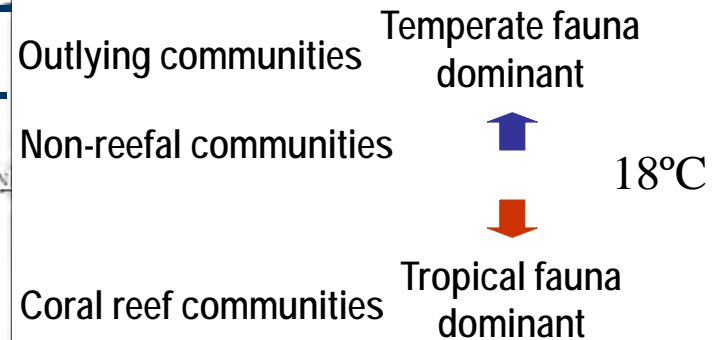 Outlying communities
Temperate fauna
dominant
Non-reefal communities
18ºC
Coral reef communities
Tropical fauna
dominant